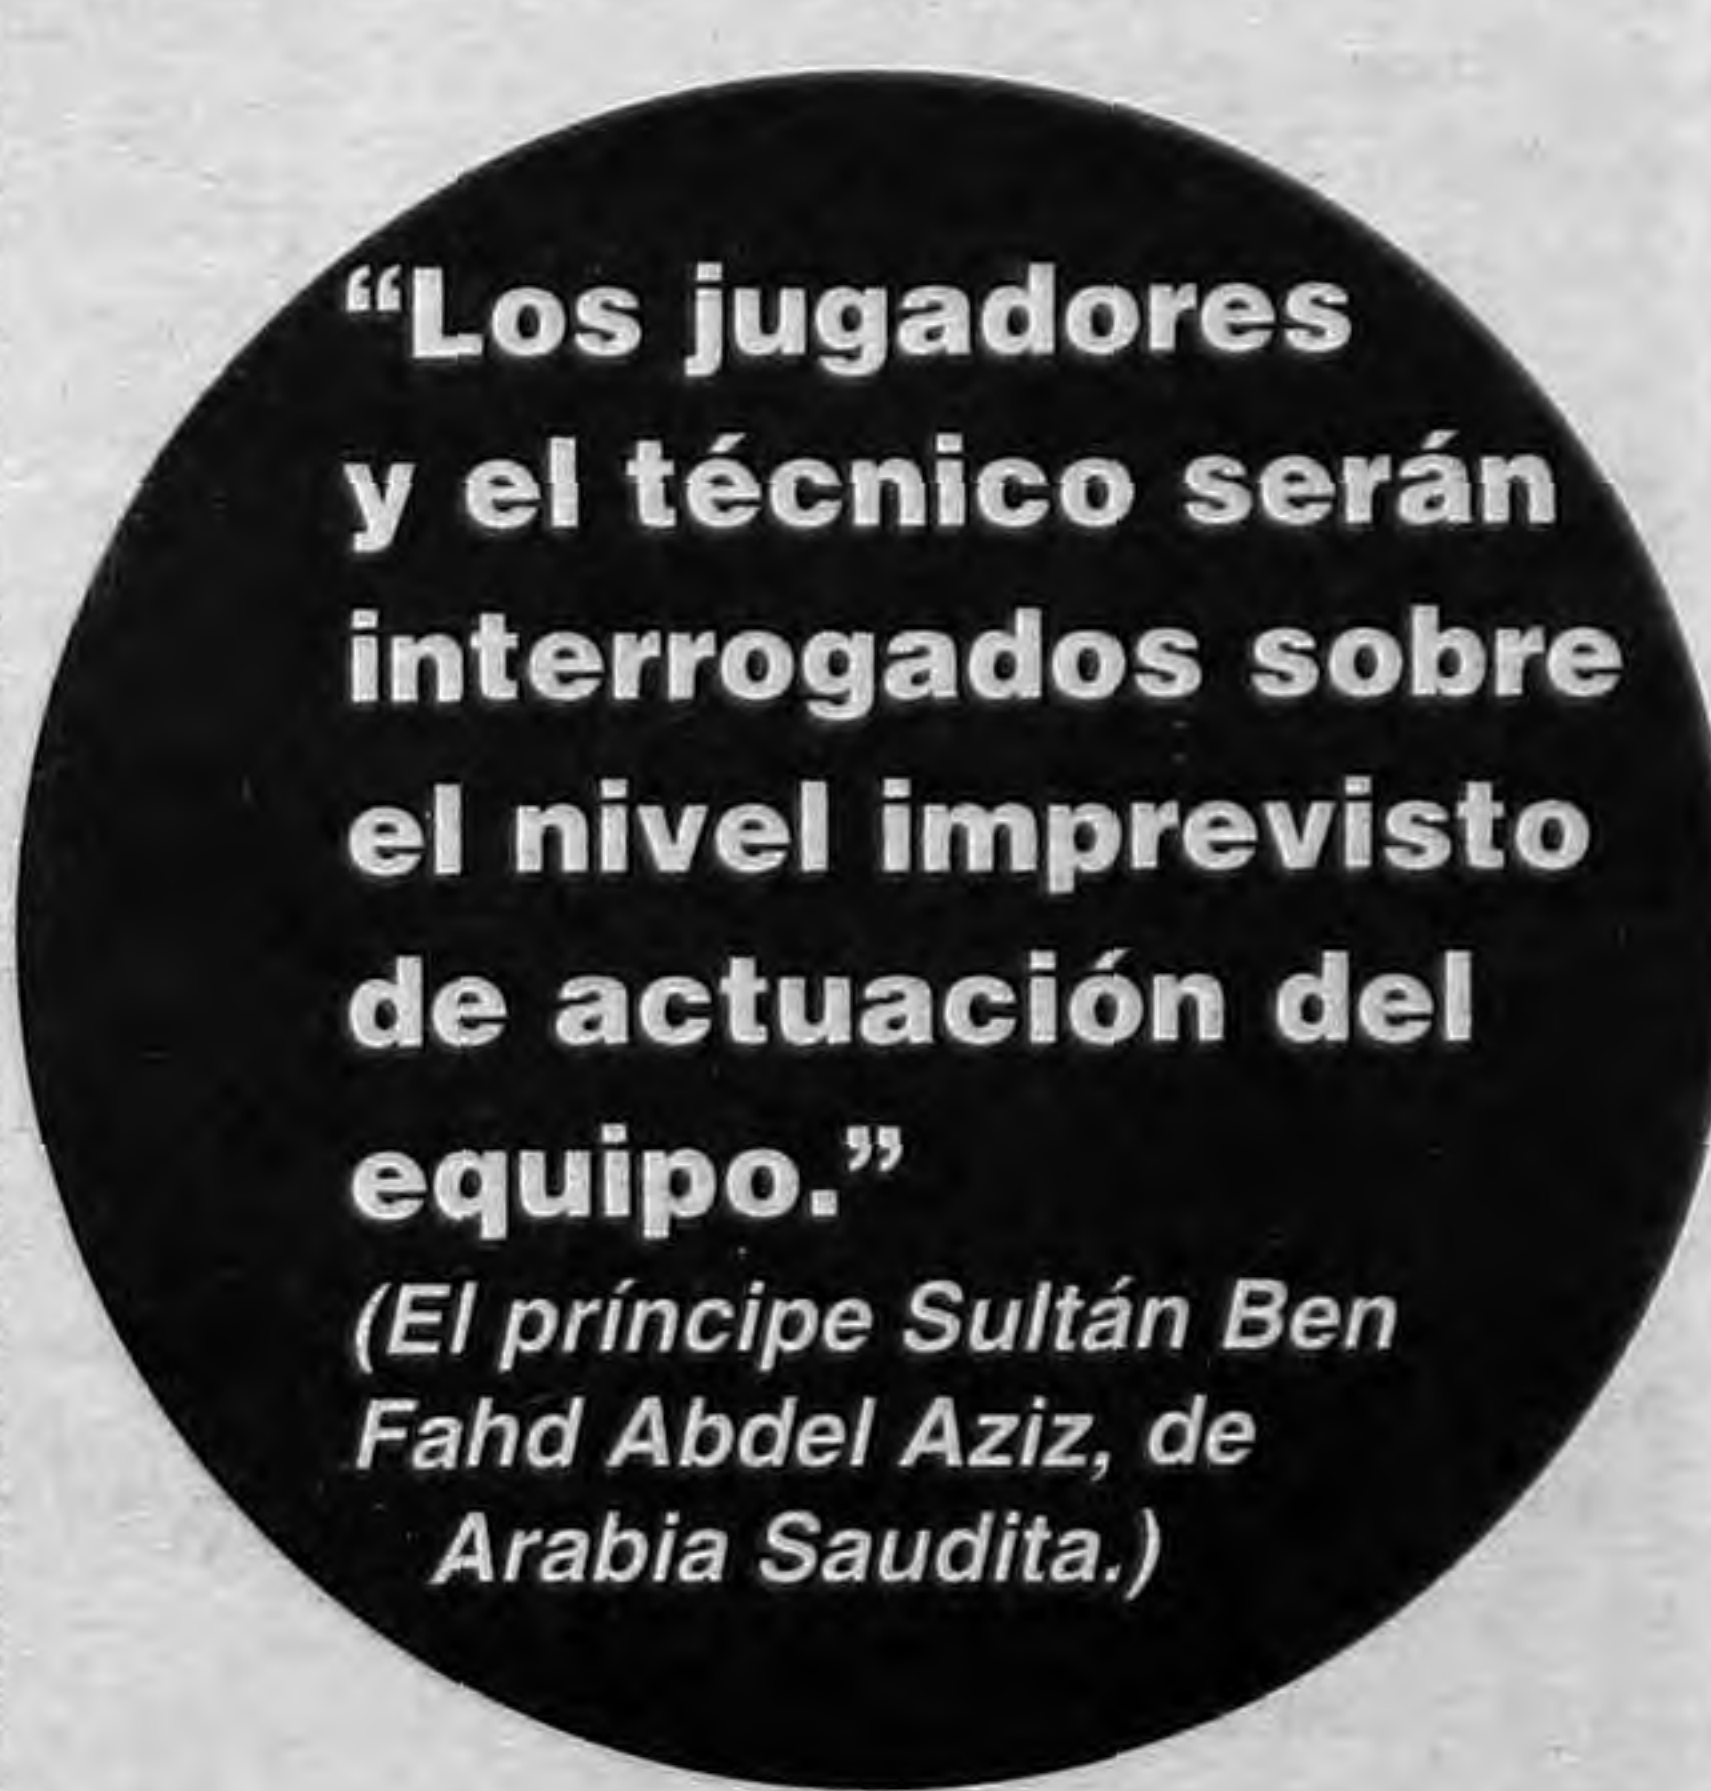 “Los jugadores
y el técnico serán
interrogados sobre
el nivel imprevisto
de actuación del
equipo.”
(El príncipe Sultán Ben
Fahd Abdel Aziz, de
Arabia Saudita.)